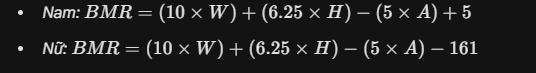 • Nam: BMR = (10 × W) + (6.25 × H) − (5 × A) + 5
• Nữ: BMR = (10 × W) + (6.25 × H) − (5 × A) − 161